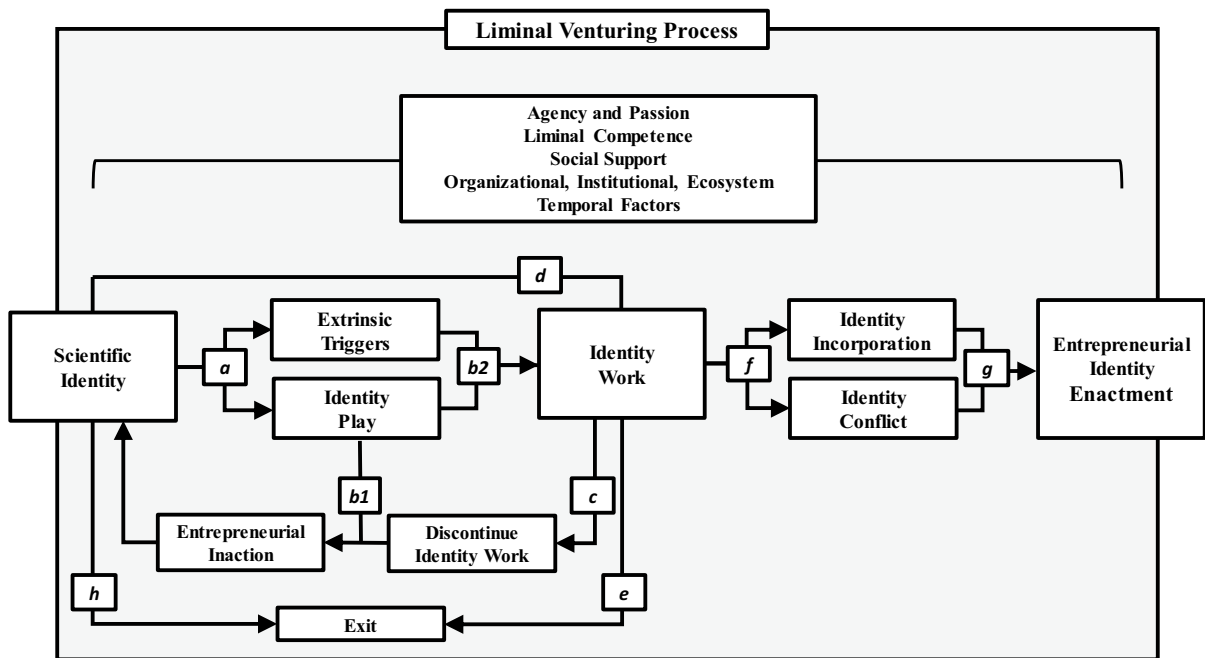 Liminal Venturing Process
Agency and Passion
Liminal Competence
Social Support
Organizational, Institutional, Ecosystem
Temporal Factors
d
Scientific
Identity
a
Extrinsic
Triggers
Identity
Play
b2
Identity
Work
f
Identity
Incorporation
Identity
Conflict
g
Entrepreneurial
Identity
Enactment
b1
c
Entrepreneurial
Inaction
Discontinue
Identity Work
h
e
Exit